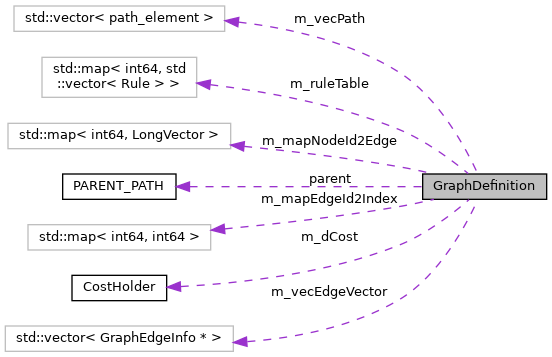 std::vector< path_element >
m_vecPath
std::map< int64, std
::vector< Rule > >
m_ruleTable
std::map< int64, LongVector >
m_mapNodeId2Edge
PARENT_PATH
parent
GraphDefinition
m_mapEdgeId2Index
std::map< int64, int64 >
m_dCost
CostHolder
m_vecEdgeVector
std::vector< GraphEdgeInfo * >